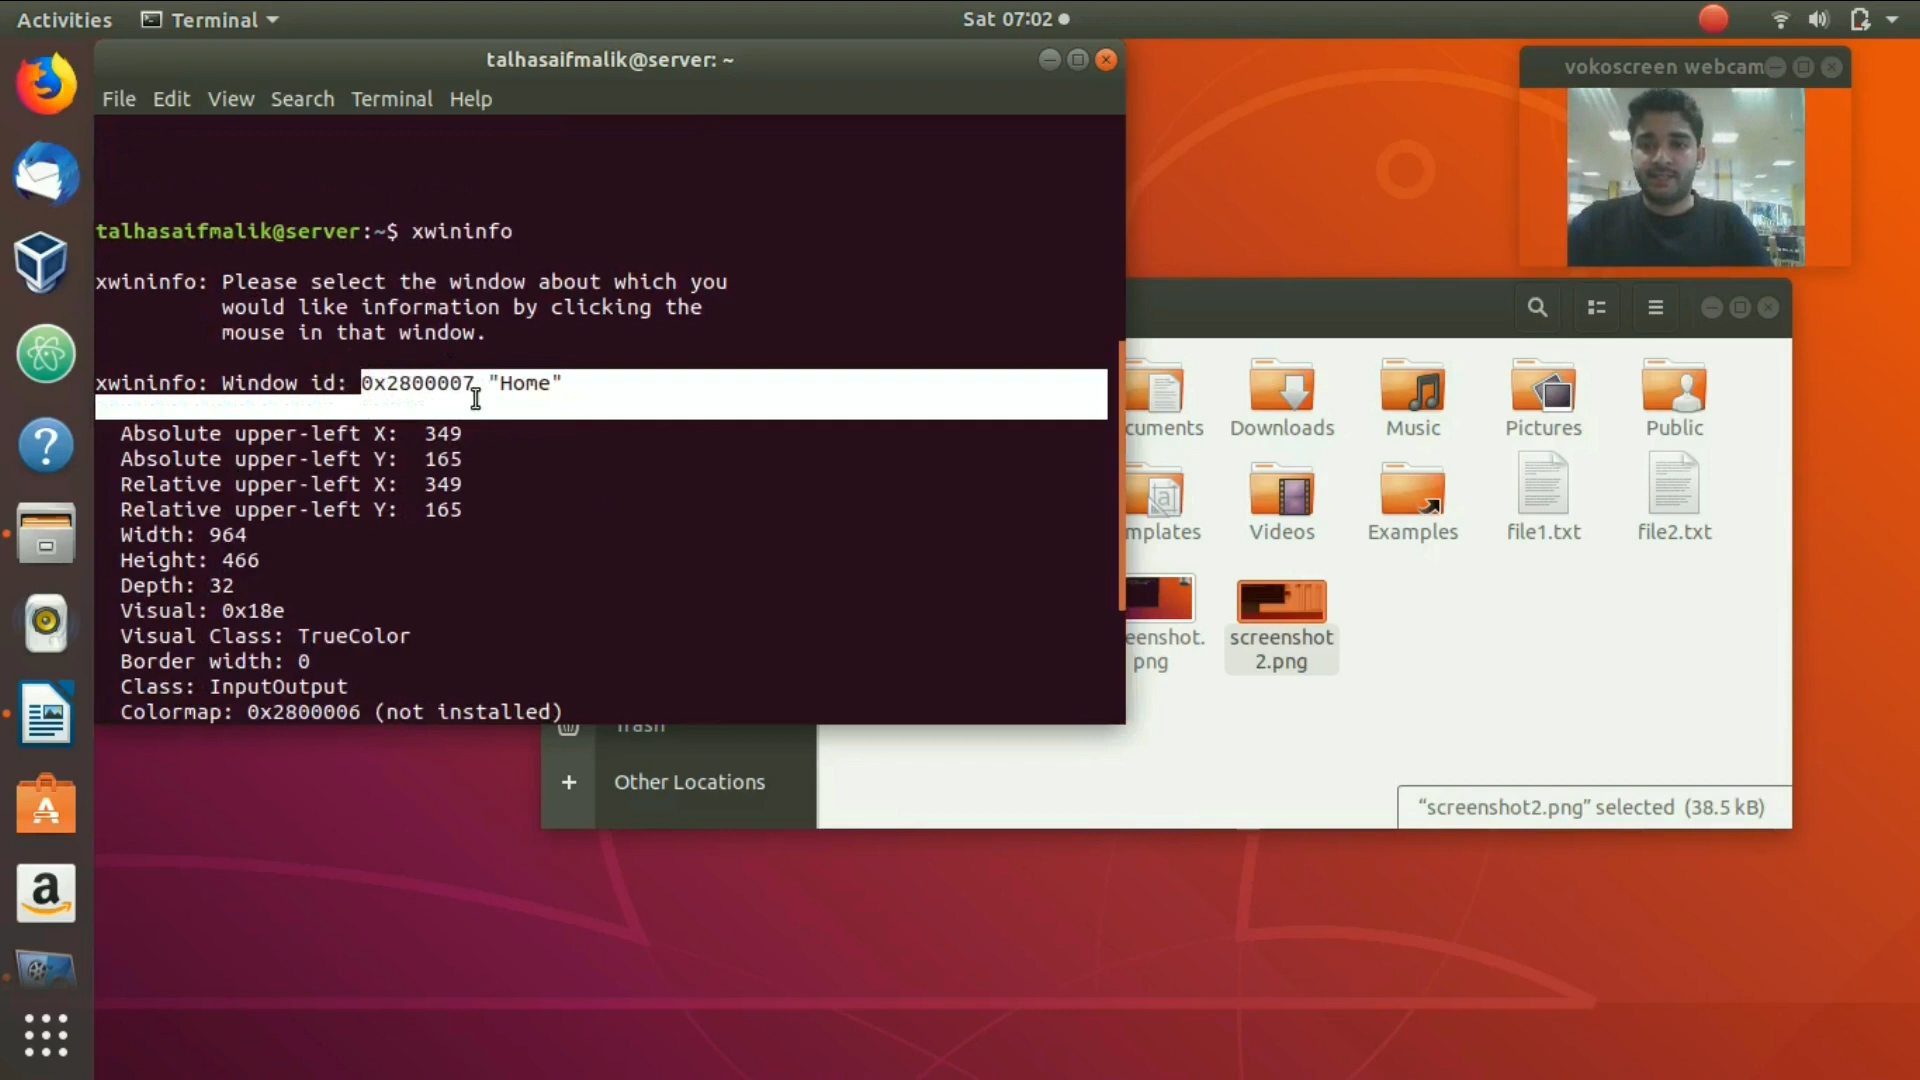 Activities
Terminal
Sat 07:02
talhasaifmalik@server: ~
vokoscreen webcam
File Edit View Search Terminal Help
talhasaifmalik@server:~$ xwininfo
xwininfo: Please select the window about which you
would like information by clicking the
mouse in that window.
xwininfo: Window id: 0x2800007 "Home"
Absolute upper-left X: 349
Absolute upper-left Y: 165
Relative upper-left X: 349
Relative upper-left Y: 165
Width: 964
Height: 466
Depth: 32
Visual: 0x18e
Visual Class: TrueColor
Border width: 0
Class: InputOutput
Colormap: 0x2800006 (not installed)
cuments
Downloads
Music
Pictures
Public
mplates
Videos
Examples
file1.txt
file2.txt
eenshot.
png
screenshot
2.png
Trash
Other Locations
“screenshot2.png” selected (38.5 kB)